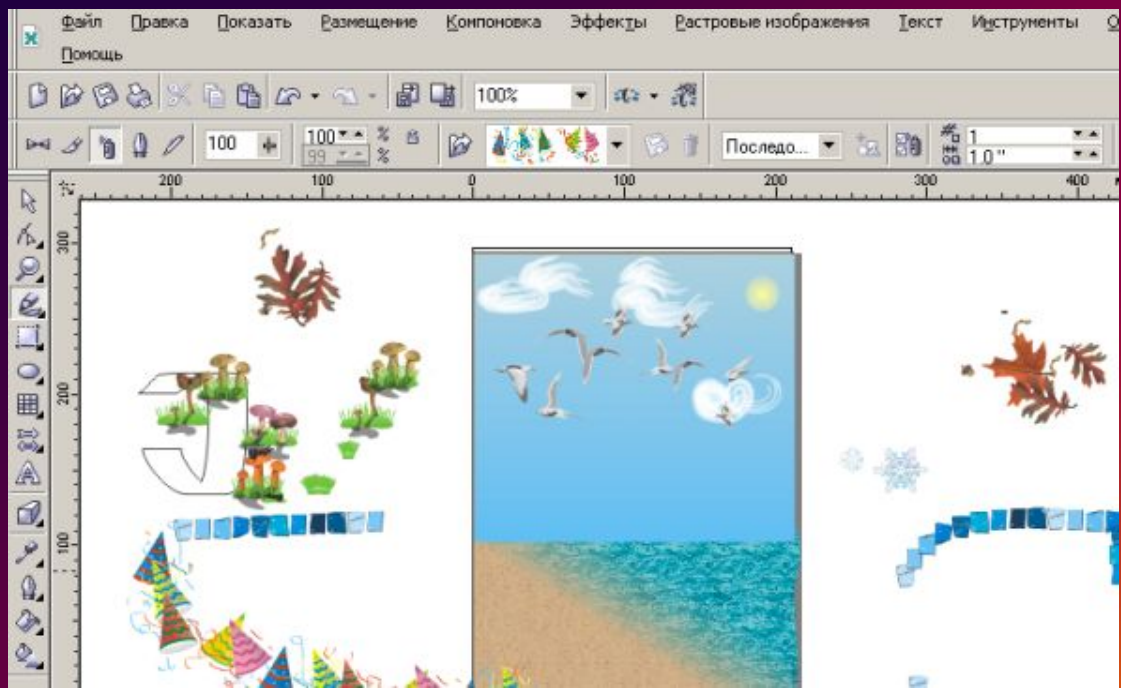 Файл Правка Показать Размещение Компоновка Эффекты Растровые изображения Текст Инструменты О
Помощь
100%
100 100 % 99 % Последо... 1 1.0 "
200 100 0 100 200 300 400
300
200
100